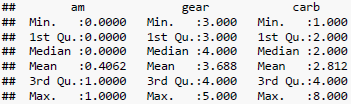 ##        am              gear            carb
##  Min.   :0.0000   Min.   :3.000   Min.   :1.000
##  1st Qu.:0.0000   1st Qu.:3.000   1st Qu.:2.000
##  Median :0.0000   Median :4.000   Median :2.000
##  Mean   :0.4062   Mean   :3.688   Mean   :2.812
##  3rd Qu.:1.0000   3rd Qu.:4.000   3rd Qu.:4.000
##  Max.   :1.0000   Max.   :5.000   Max.   :8.000